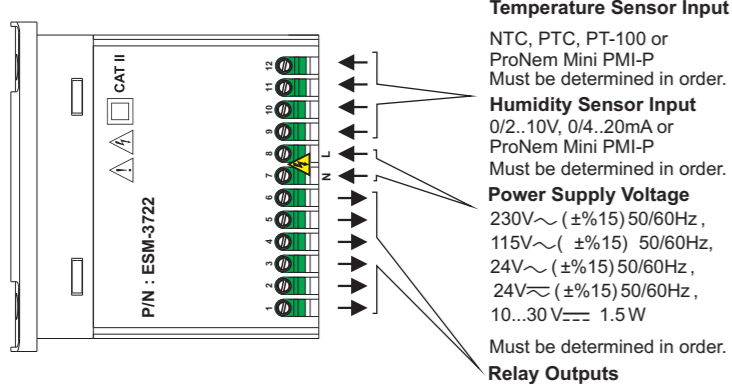 Temperature Sensor Input
NTC, PTC, PT-100 or
ProNem Mini PMI-P
Must be determined in order.
Humidity Sensor Input
0/2..10V, 0/4..20mA or
ProNem Mini PMI-P
Must be determined in order.
Power Supply Voltage
230V～ (±%15) 50/60Hz ,
115V～( ±%15) 50/60Hz,
24V～ (±%15) 50/60Hz ,
24V⏦ (±%15) 50/60Hz ,
10...30 V⎓ 1.5 W
Must be determined in order.
Relay Outputs
CAT II
P/N : ESM-3722
12
11
10
9
8
7
6
5
4
3
2
1
L
N